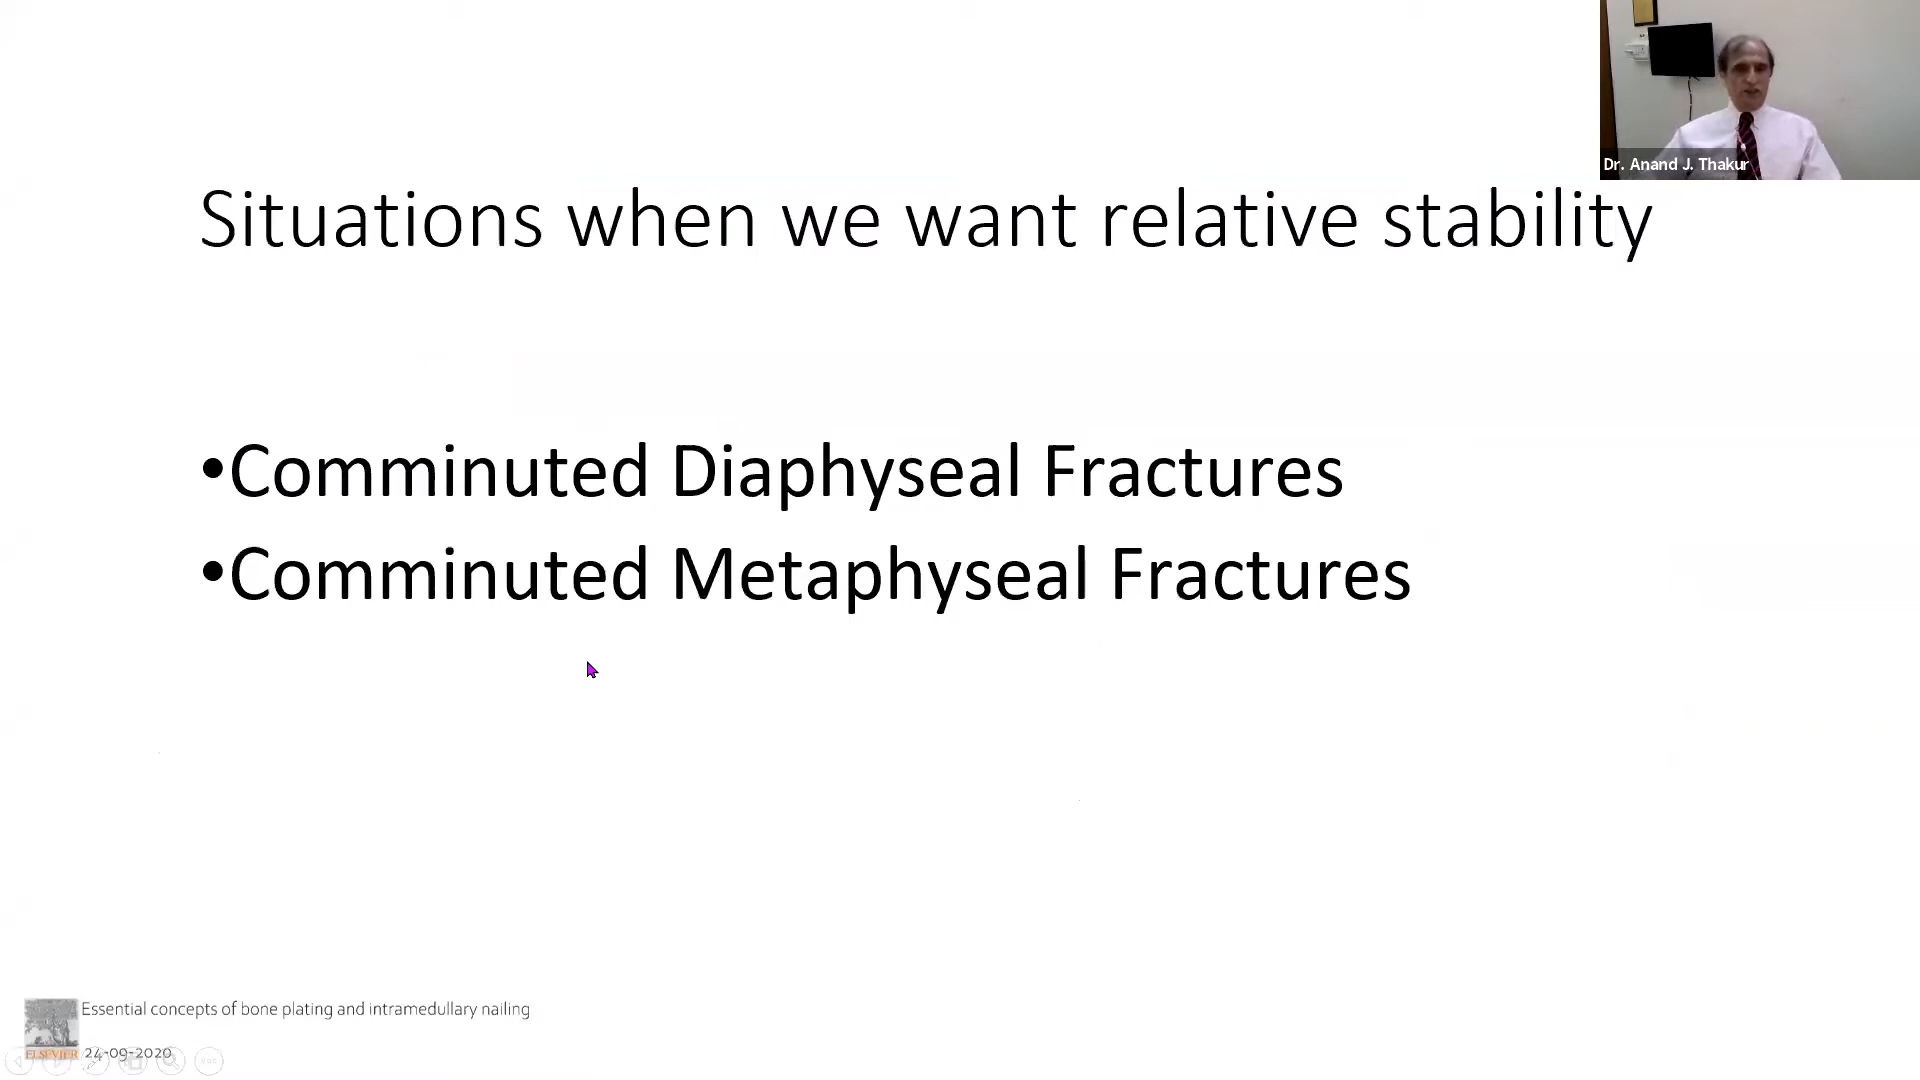 Dr. Anand J. Thakur
Situations when we want relative stability
•Comminuted Diaphyseal Fractures
•Comminuted Metaphyseal Fractures
Essential concepts of bone plating and intramedullary nailing
ELSEVIER
24-09-2020